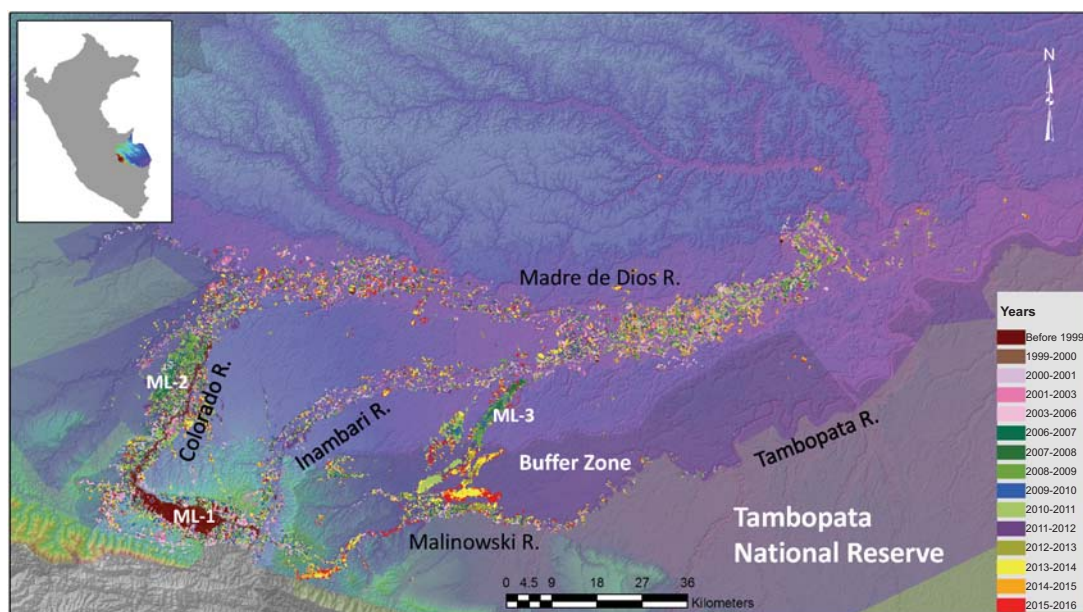 N
Madre de Dios R.
ML-2
Colorado R.
ML-3
Inambari R.
Buffer Zone
Tambopata R.
ML-1
Malinowski R.
Tambopata
National Reserve
0 4.5 9 18 27 36
Kilometers
Years
Before 1999
1999-2000
2000-2001
2001-2003
2003-2006
2006-2007
2007-2008
2008-2009
2009-2010
2010-2011
2011-2012
2012-2013
2013-2014
2014-2015
2015-2016